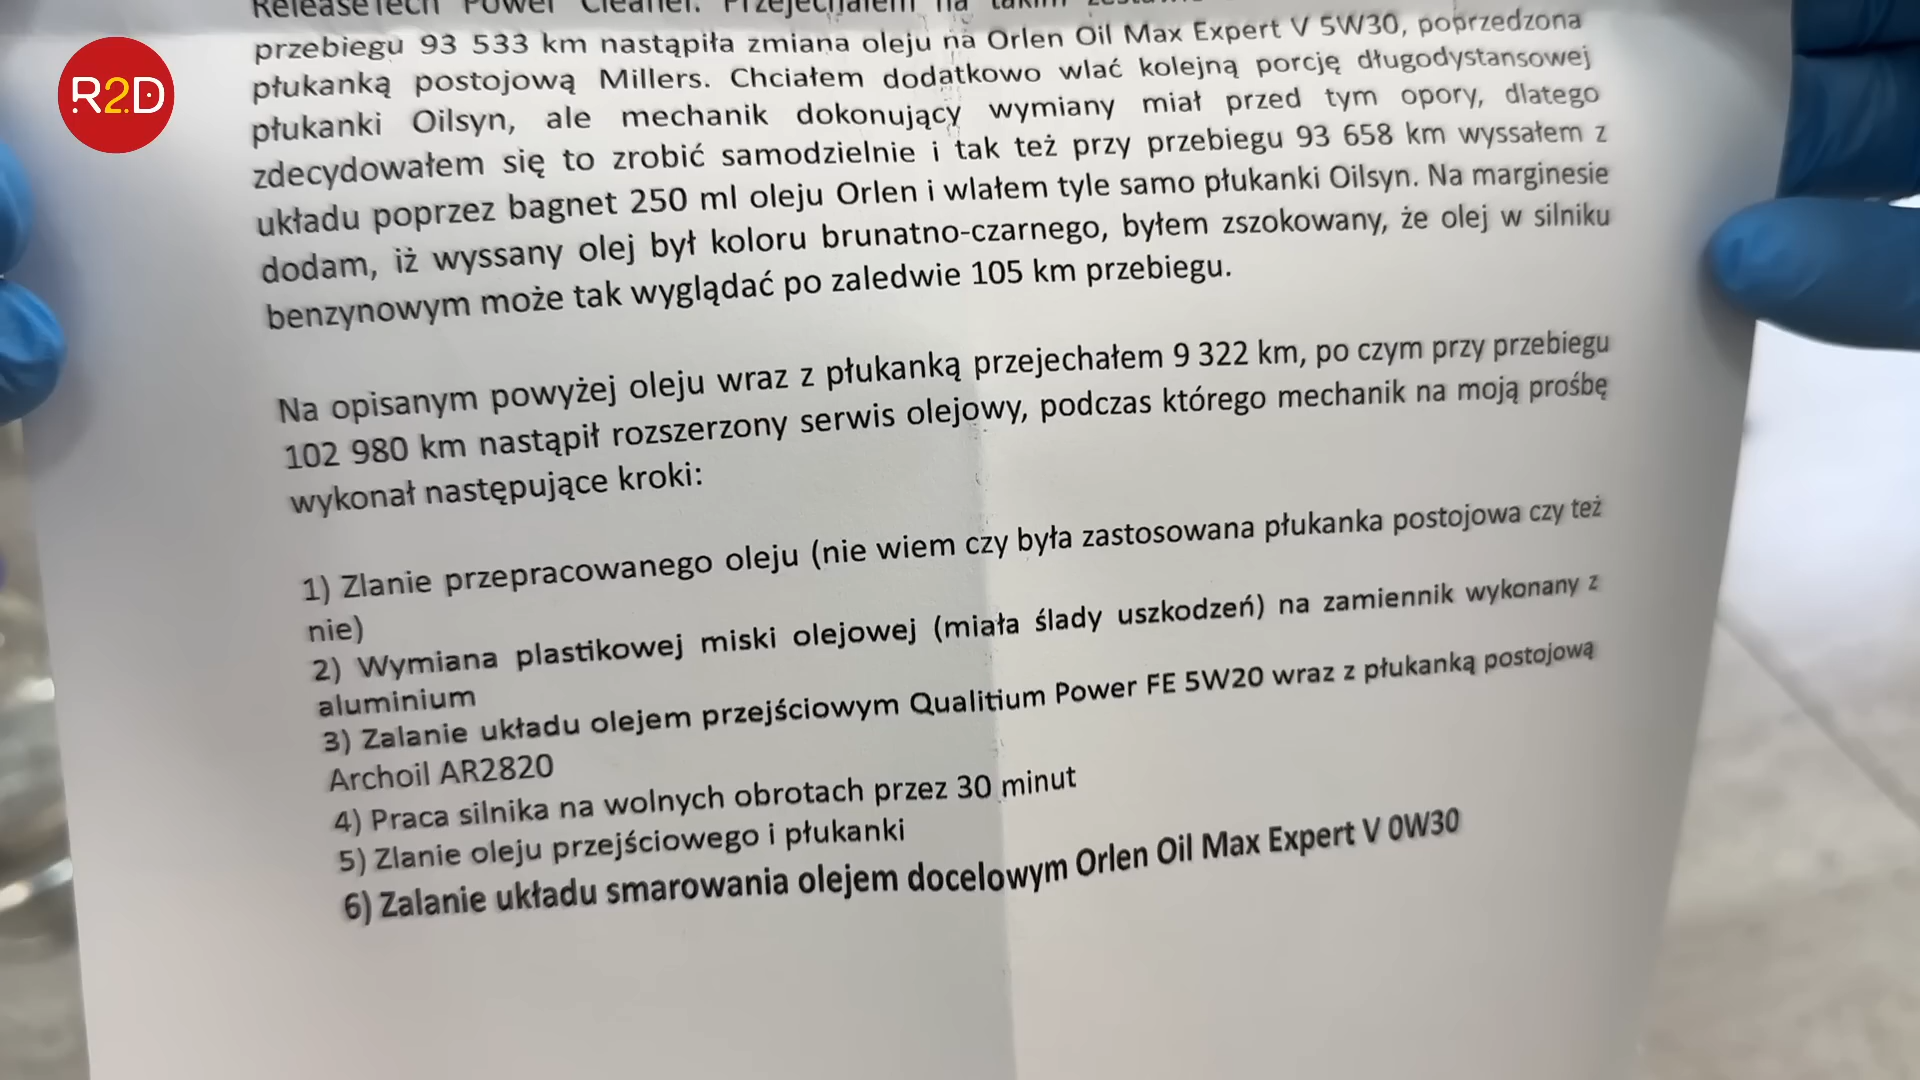 R2D
ReleaseTech Power Cleaner. Przejechałem na takim
przebiegu 93 533 km nastąpiła zmiana oleju na Orlen Oil Max Expert V 5W30, poprzedzona
płukanką postojową Millers. Chciałem dodatkowo wlać kolejną porcję długodystansowej
płukanki Oilsyn, ale mechanik dokonujący wymiany miał przed tym opory, dlatego
zdecydowałem się to zrobić samodzielnie i tak też przy przebiegu 93 658 km wyssałem z
układu poprzez bagnet 250 ml oleju Orlen i wlałem tyle samo płukanki Oilsyn. Na marginesie
dodam, iż wyssany olej był koloru brunatno-czarnego, byłem zszokowany, że olej w silniku
benzynowym może tak wyglądać po zaledwie 105 km przebiegu.
Na opisanym powyżej oleju wraz z płukanką przejechałem 9 322 km, po czym przy przebiegu
102 980 km nastąpił rozszerzony serwis olejowy, podczas którego mechanik na moją prośbę
wykonał następujące kroki:
1) Zlanie przepracowanego oleju (nie wiem czy była zastosowana płukanka postojowa czy też
nie)
2) Wymiana plastikowej miski olejowej (miała ślady uszkodzeń) na zamiennik wykonany z
aluminium
3) Zalanie układu olejem przejściowym Qualitium Power FE 5W20 wraz z płukanką postojową
Archoil AR2820
4) Praca silnika na wolnych obrotach przez 30 minut
5) Zlanie oleju przejściowego i płukanki
6) Zalanie układu smarowania olejem docelowym Orlen Oil Max Expert V 0W30